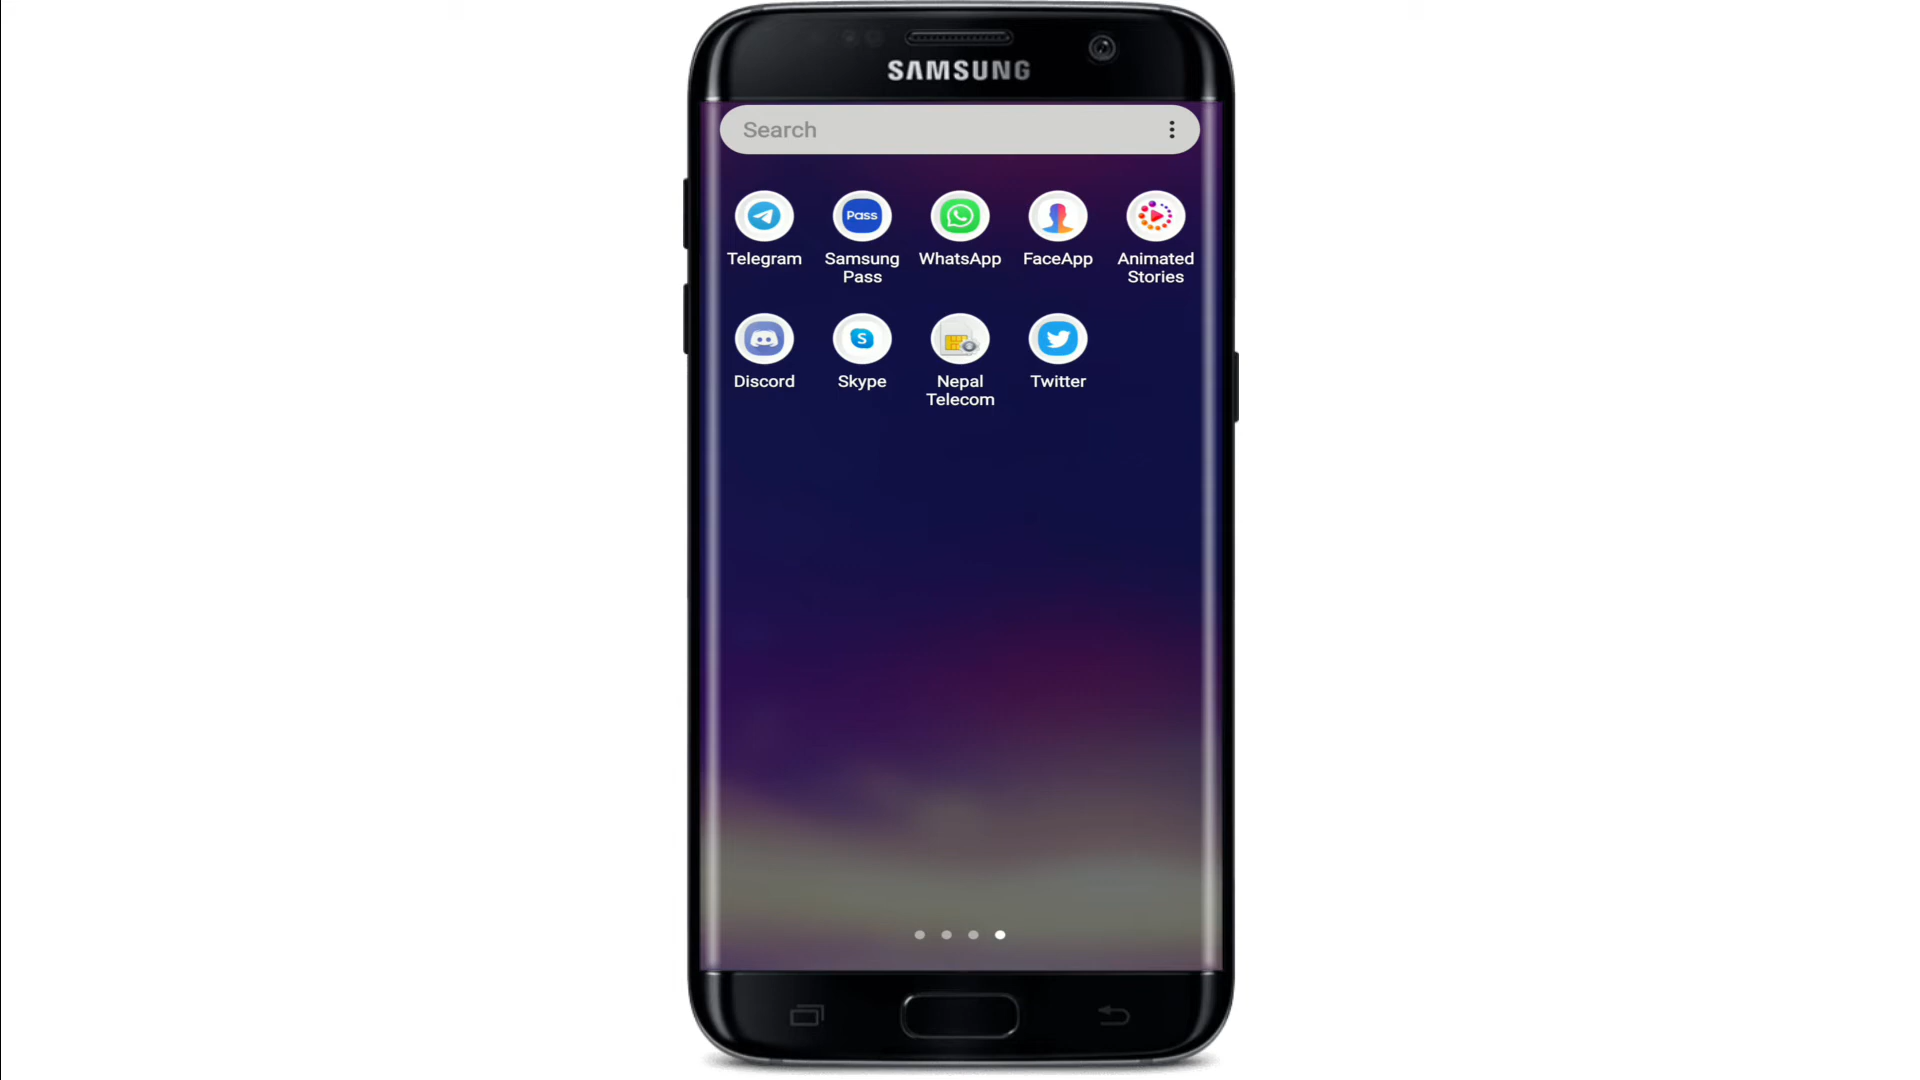 SAMSUNG
Search
Telegram
Pass
Samsung
Pass
WhatsApp
FaceApp
Animated
Stories
Discord
S
Skype
Nepal
Telecom
Twitter